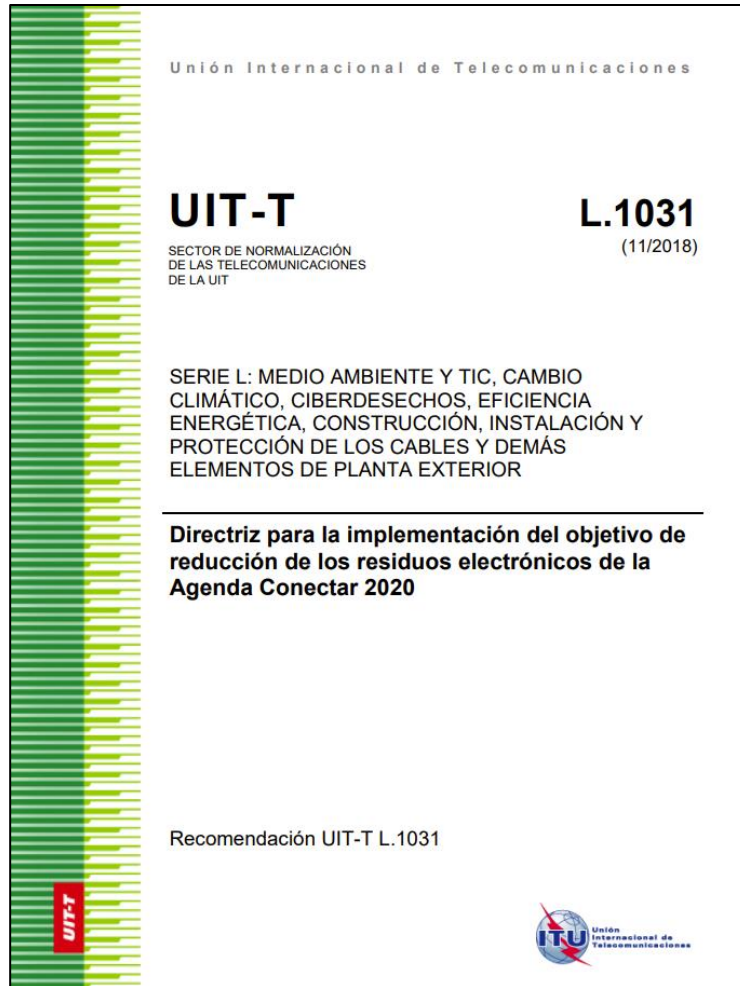 Unión Internacional de Telecomunicaciones
UIT-T
L.1031
SECTOR DE NORMALIZACIÓN
DE LAS TELECOMUNICACIONES
DE LA UIT
(11/2018)
SERIE L: MEDIO AMBIENTE Y TIC, CAMBIO
CLIMÁTICO, CIBERDESECHOS, EFICIENCIA
ENERGÉTICA, CONSTRUCCIÓN, INSTALACIÓN Y
PROTECCIÓN DE LOS CABLES Y DEMÁS
ELEMENTOS DE PLANTA EXTERIOR
Directriz para la implementación del objetivo de
reducción de los residuos electrónicos de la
Agenda Conectar 2020
Recomendación UIT-T L.1031
UIT-T
ITU
Unión
Internacional de
Telecomunicaciones